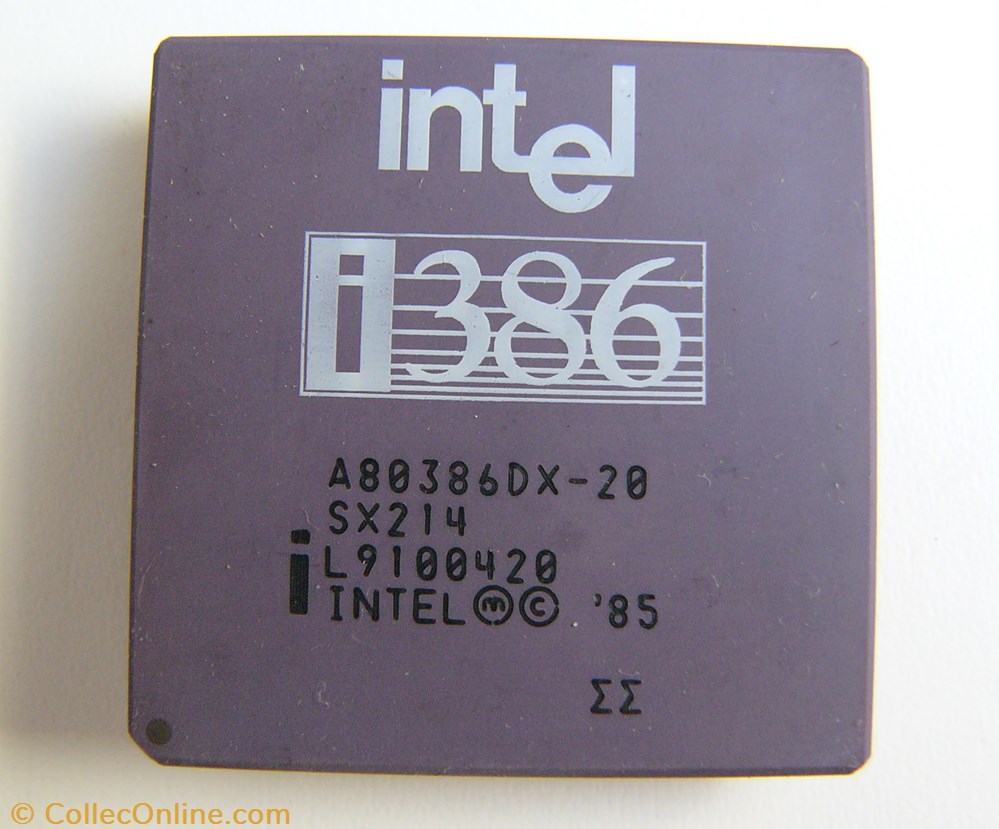 intel
i386
A80386DX-20
SX214
L9100420
INTEL Ⓜ© '85
ΣΣ
© CollecOnline.com